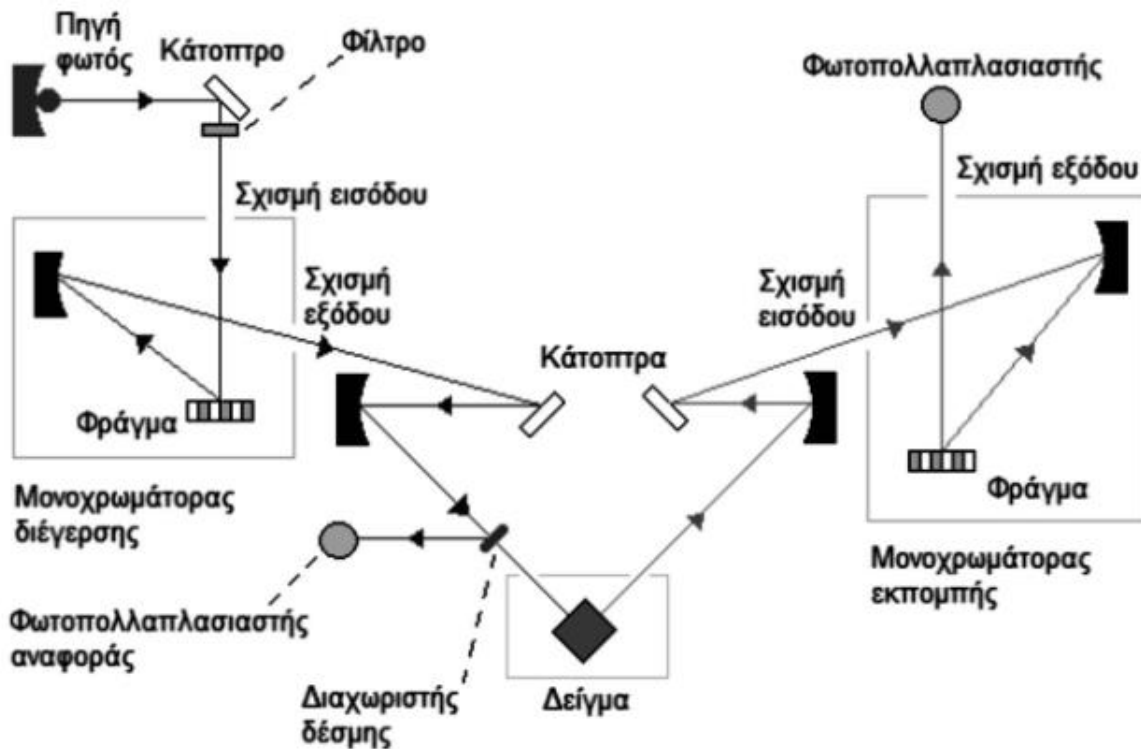 Πηγή
φωτός
Κάτοπτρο
Φίλτρο
Φωτοπολλαπλασιαστής
Σχισμή εισόδου
Σχισμή εξόδου
Σχισμή
εξόδου
Σχισμή
εισόδου
Κάτοπτρα
Φράγμα
Φράγμα
Μονοχρωμάτορας
διέγερσης
Μονοχρωμάτορας
εκπομπής
Φωτοπολλαπλασιαστής
αναφοράς
Διαχωριστής
δέσμης
Δείγμα